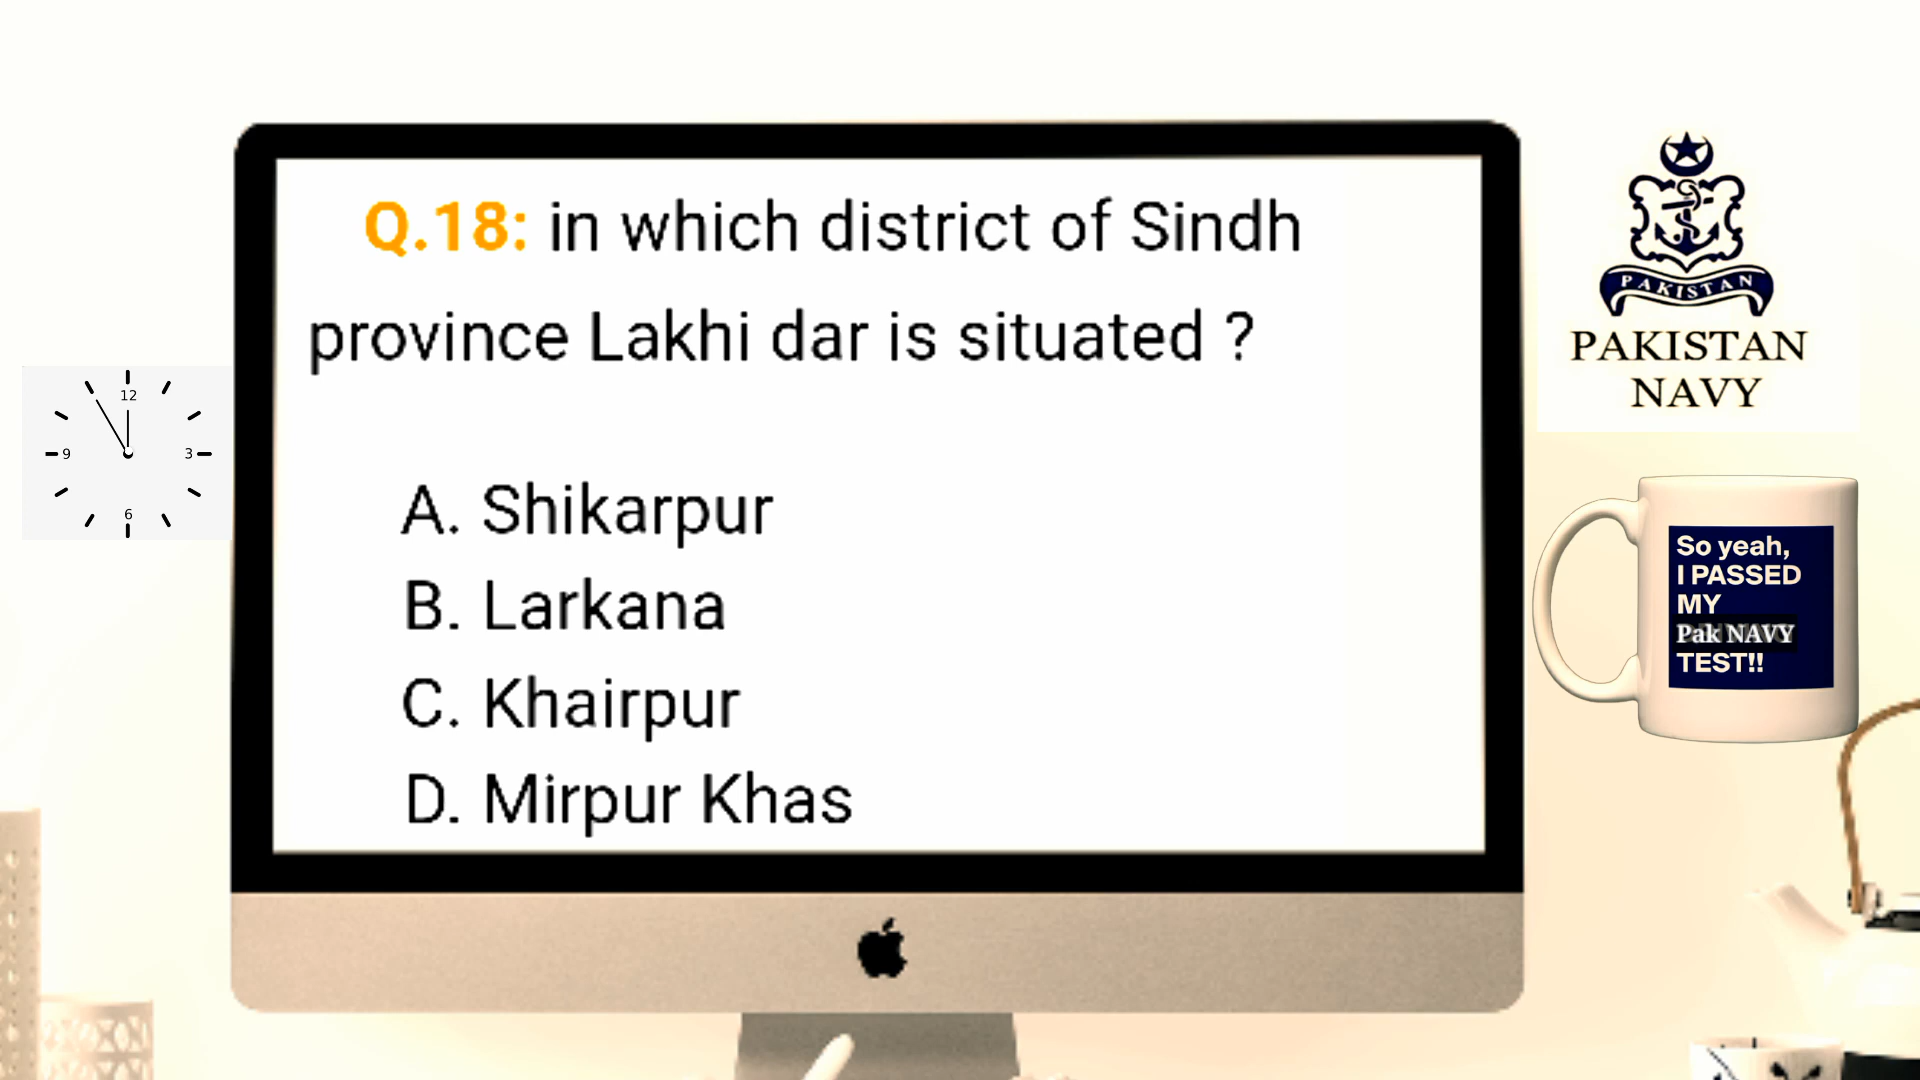 Q.18: in which district of Sindh
province Lakhi dar is situated ?
A. Shikarpur
B. Larkana
C. Khairpur
D. Mirpur Khas
12
9
3
6
PAKISTAN
PAKISTAN
NAVY
So yeah,
I PASSED
MY
Pak NAVY
TEST!!